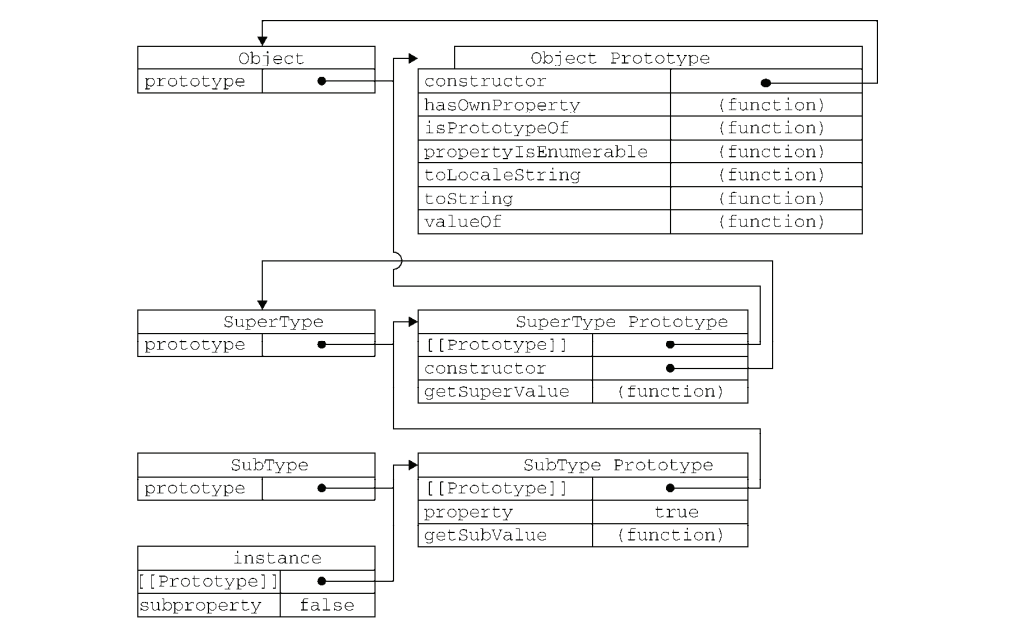 Object
prototype
Object Prototype
constructor
hasOwnProperty (function)
isPrototypeOf (function)
propertyIsEnumerable (function)
toLocaleString (function)
toString (function)
valueOf (function)
SuperType
prototype
SuperType Prototype
[[Prototype]]
constructor
getSuperValue (function)
SubType
prototype
SubType Prototype
[[Prototype]]
property true
getSubValue (function)
instance
[[Prototype]]
subproperty false